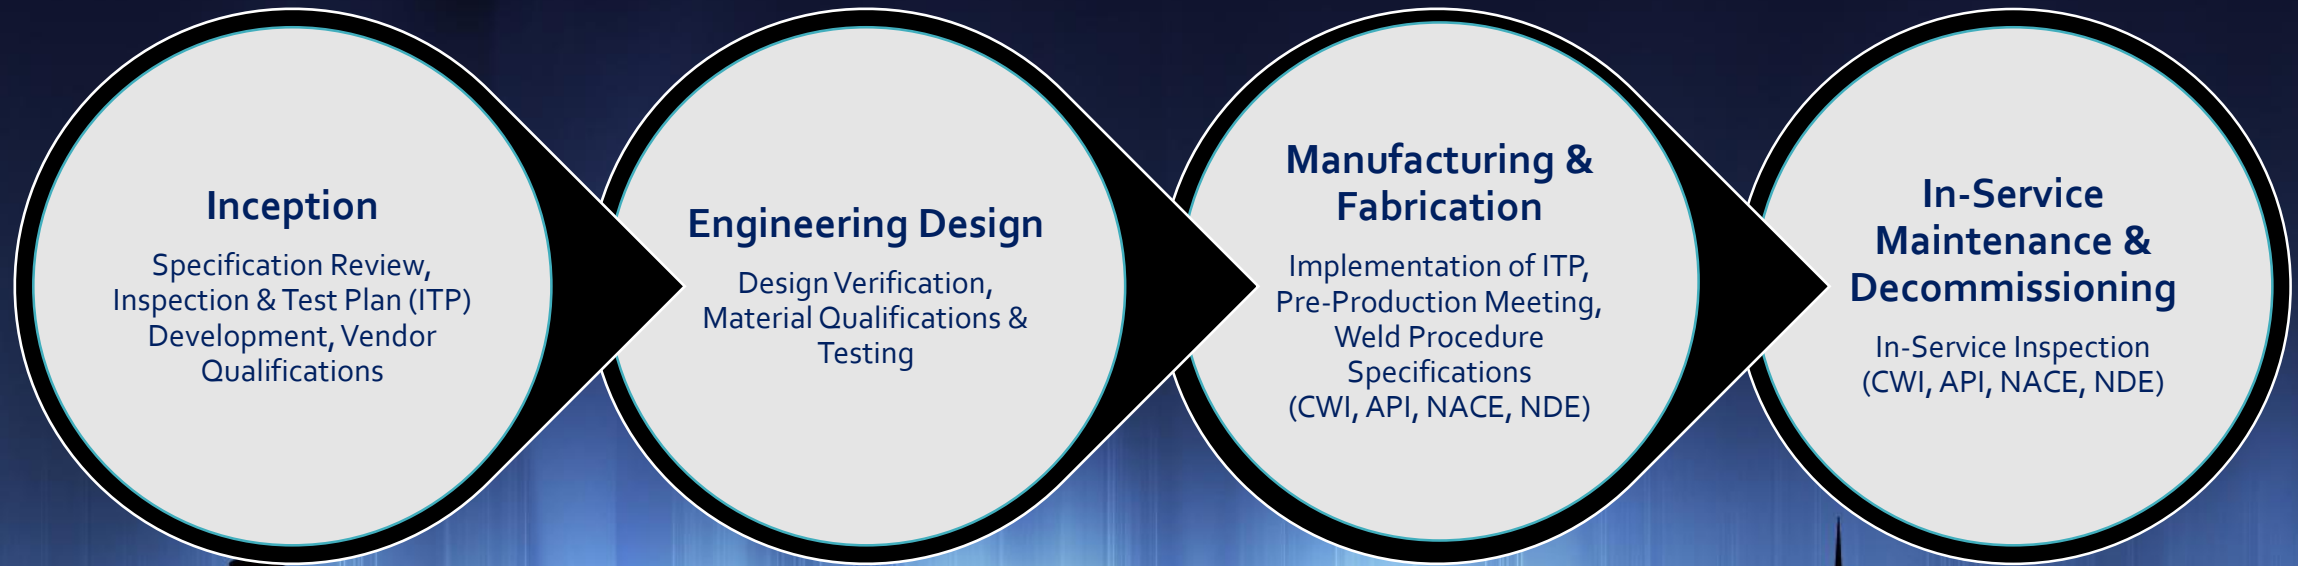 Inception
Specification Review,
Inspection & Test Plan (ITP)
Development, Vendor
Qualifications
Engineering Design
Design Verification,
Material Qualifications &
Testing
Manufacturing &
Fabrication
Implementation of ITP,
Pre-Production Meeting,
Weld Procedure
Specifications
(CWI, API, NACE, NDE)
In-Service
Maintenance &
Decommissioning
In-Service Inspection
(CWI, API, NACE, NDE)